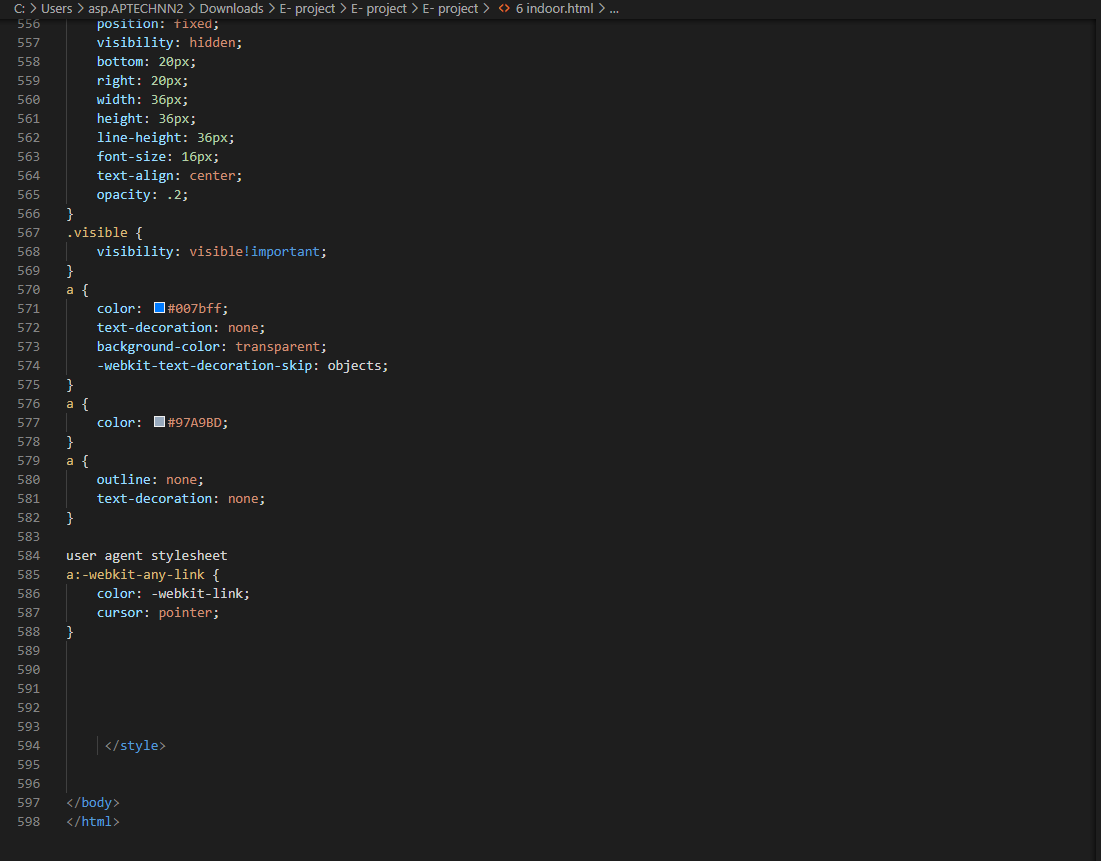 C: > Users > asp.APTECHNN2 > Downloads > E- project > E- project > E- project > <> 6 indoor.html > ...
556 position: fixed;
557 visibility: hidden;
558 bottom: 20px;
559 right: 20px;
560 width: 36px;
561 height: 36px;
562 line-height: 36px;
563 font-size: 16px;
564 text-align: center;
565 opacity: .2;
566 }
567 .visible {
568 visibility: visible!important;
569 }
570 a {
571 color: #007bff;
572 text-decoration: none;
573 background-color: transparent;
574 -webkit-text-decoration-skip: objects;
575 }
576 a {
577 color: #97A9BD;
578 }
579 a {
580 outline: none;
581 text-decoration: none;
582 }
583
584 user agent stylesheet
585 a:-webkit-any-link {
586 color: -webkit-link;
587 cursor: pointer;
588 }
589
590
591
592
593
594 </style>
595
596
597 </body>
598 </html>